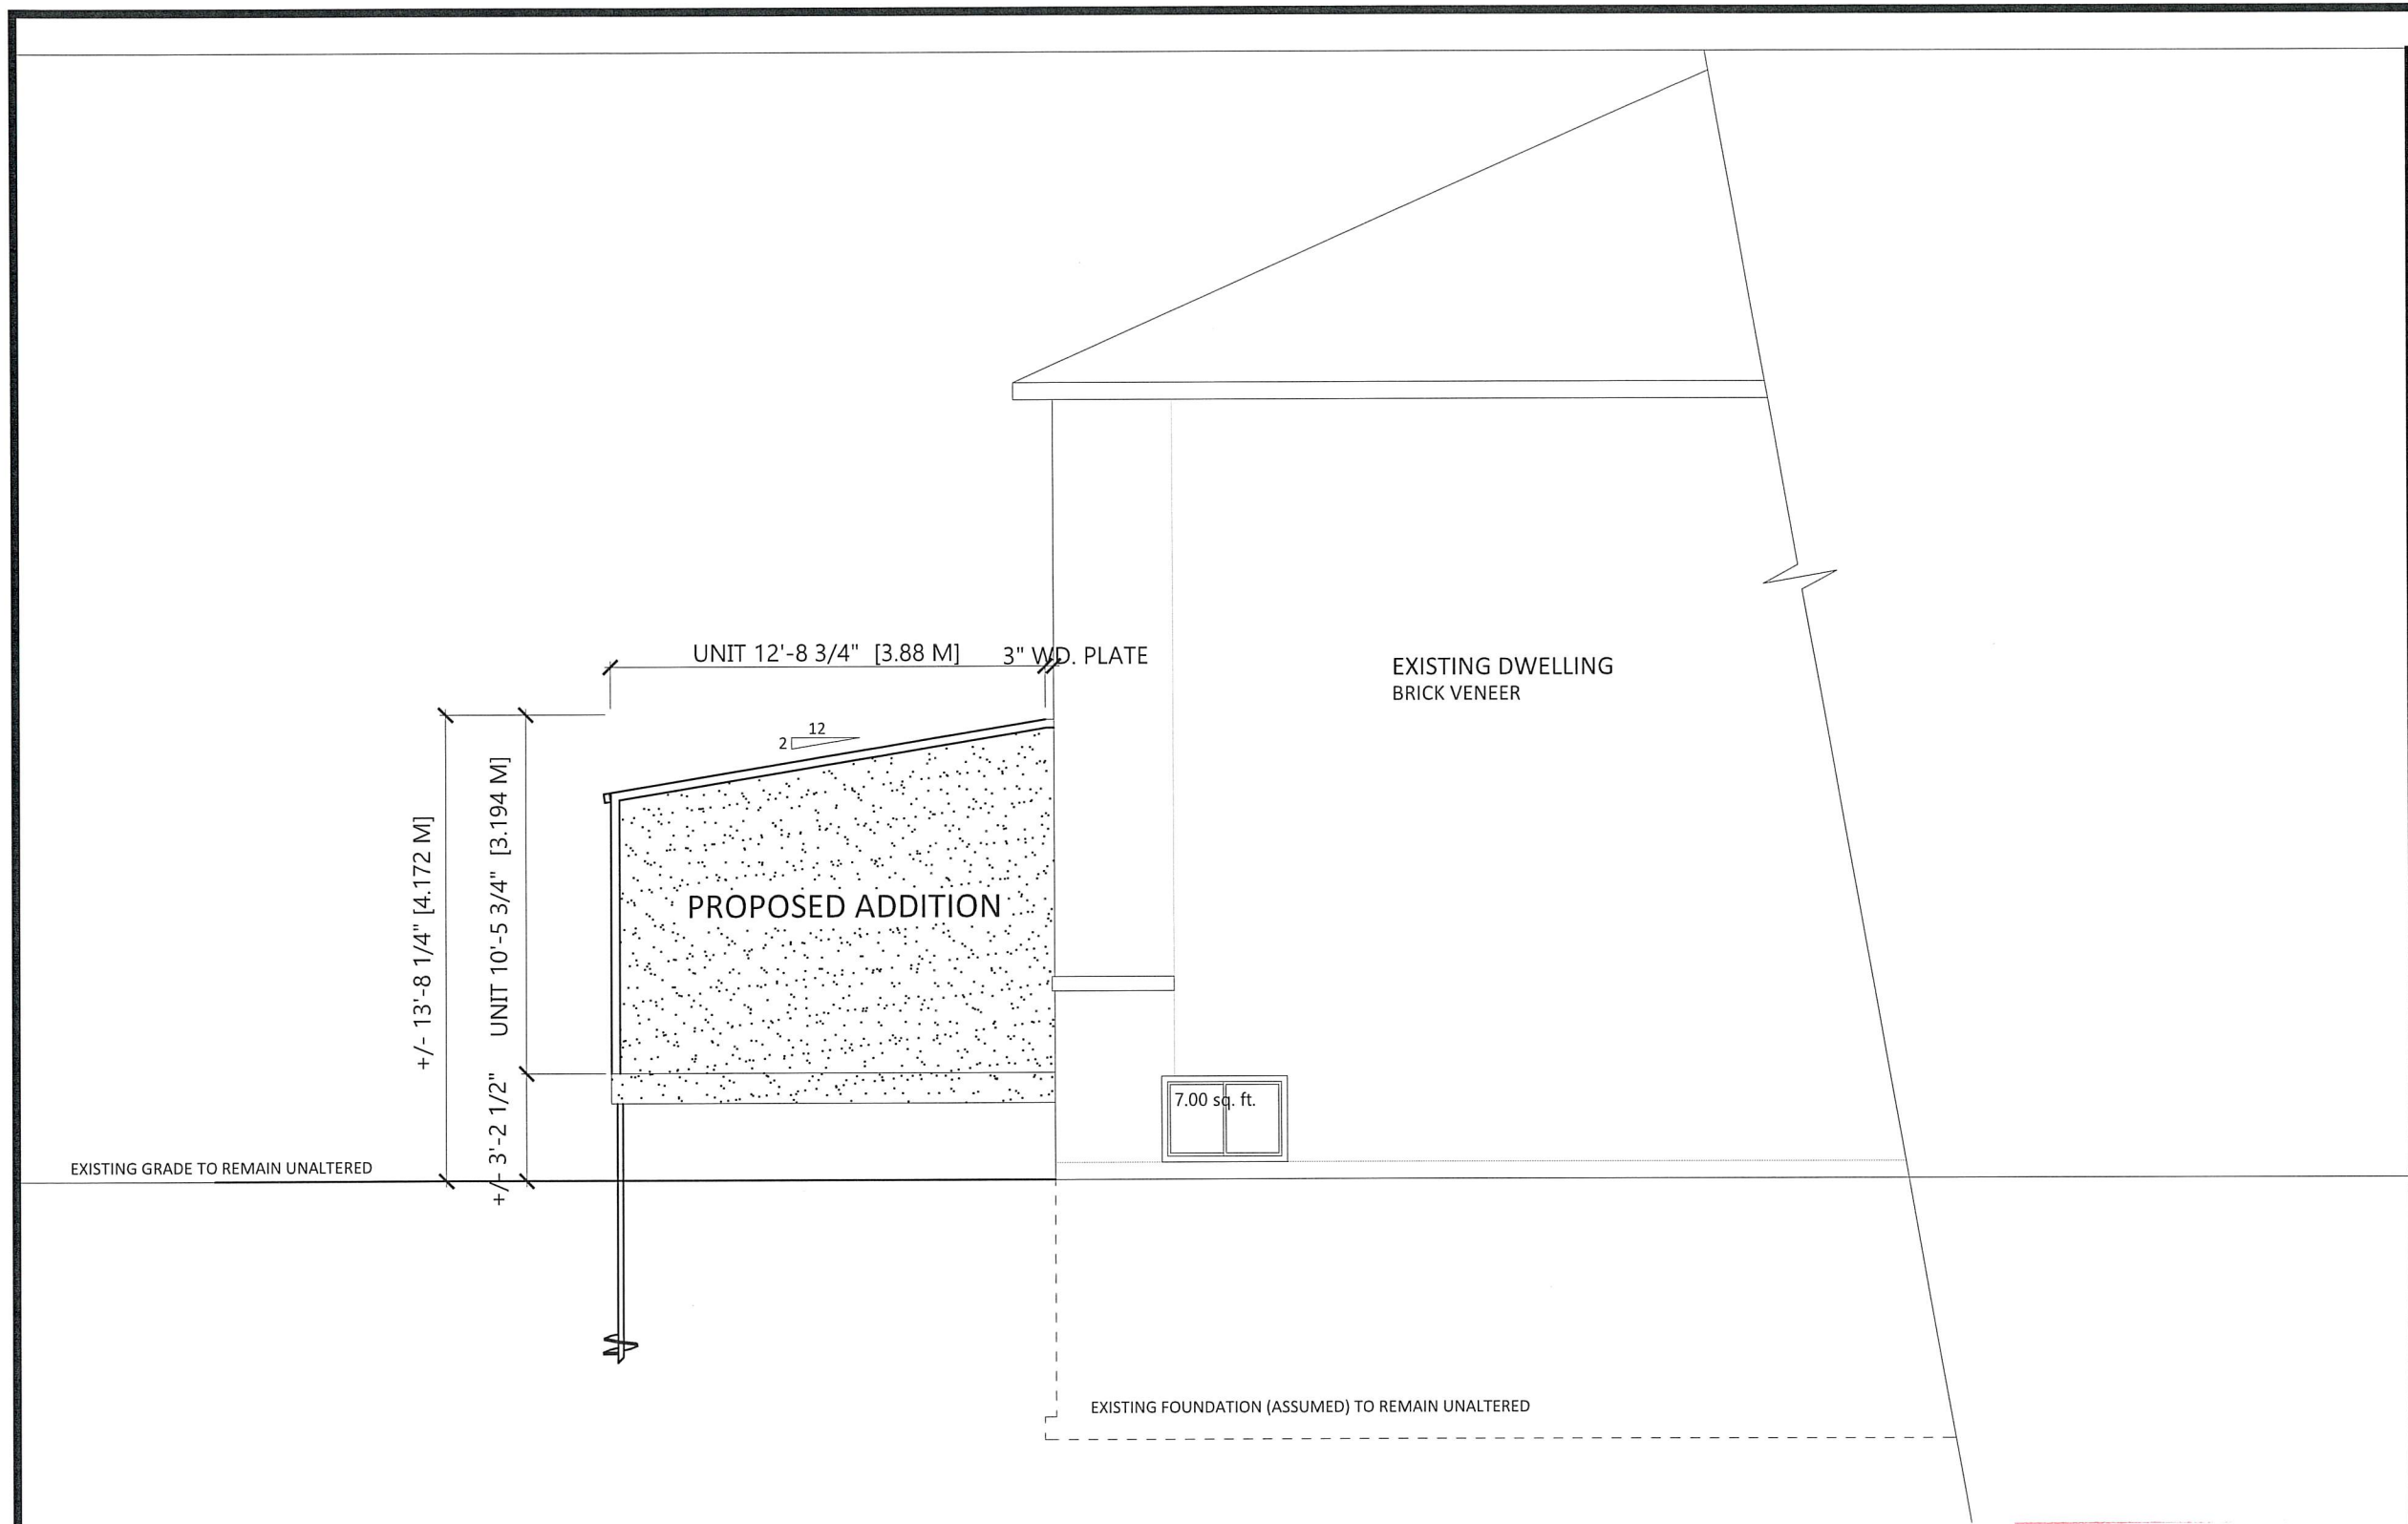 UNIT 12'-8 3/4" [3.88 M]
3" WD. PLATE
EXISTING DWELLING
BRICK VENEER
12
2
+/- 13'-8 1/4" [4.172 M]
UNIT 10'-5 3/4" [3.194 M]
+/- 3'-2 1/2"
PROPOSED ADDITION
7.00 sq. ft.
EXISTING GRADE TO REMAIN UNALTERED
EXISTING FOUNDATION (ASSUMED) TO REMAIN UNALTERED